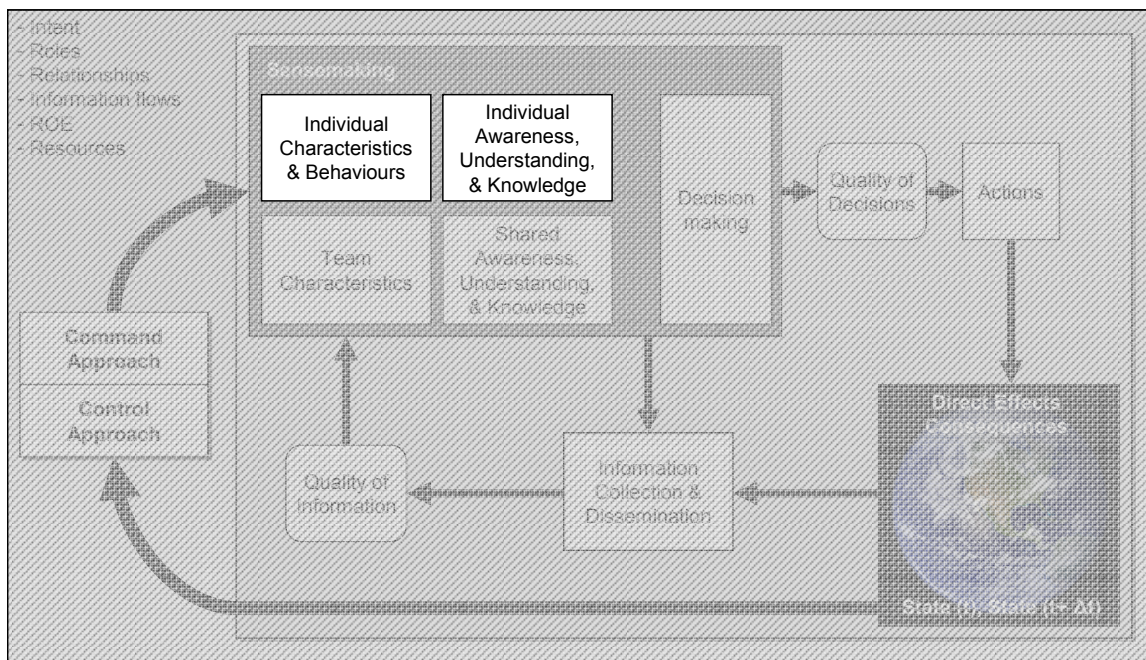 - Intent
- Roles
- Relationships
- Information flows
- ROE
- Resources
Sensemaking
Individual
Characteristics
& Behaviours
Individual
Awareness,
Understanding,
& Knowledge
Team
Characteristics
Shared
Awareness,
Understanding,
& Knowledge
Decision
making
Quality of
Decisions
Actions
Command
Approach
Control
Approach
Quality of
Information
Information
Collection &
Dissemination
Direct Effects
Consequences
State (t), State (t+ Δt)